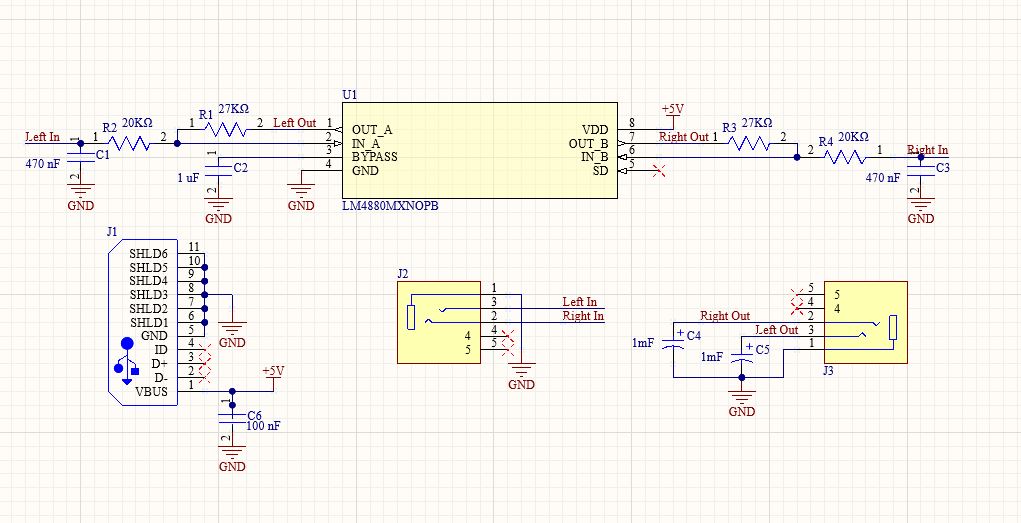 U1
R1 27KΩ
R2 20KΩ
Left In 1 2
1 2 Left Out 1 OUT_A
2 IN_A
3 BYPASS
4 GND
VDD 8 +5V
OUT_B 7 Right Out 1 2
IN_B 6
SD 5
R3 27KΩ
R4 20KΩ
2 1 Right In
1 C1
470 nF
2
GND
1 C2
1 uF
2
GND
GND
LM4880MXNOPB
1 C3
470 nF
2
GND
J1
SHLD6 11
SHLD5 10
SHLD4 9
SHLD3 8
SHLD2 7
SHLD1 6
GND 5
ID 4
D+ 3
D- 2
VBUS 1
GND
+5V
1 C6
100 nF
2
GND
J2
1
3 Left In
2 Right In
4 4
5 5
GND
5 5
4 4
Right Out 2
Left Out 3
1
1mF + C4
1mF + C5
J3
GND